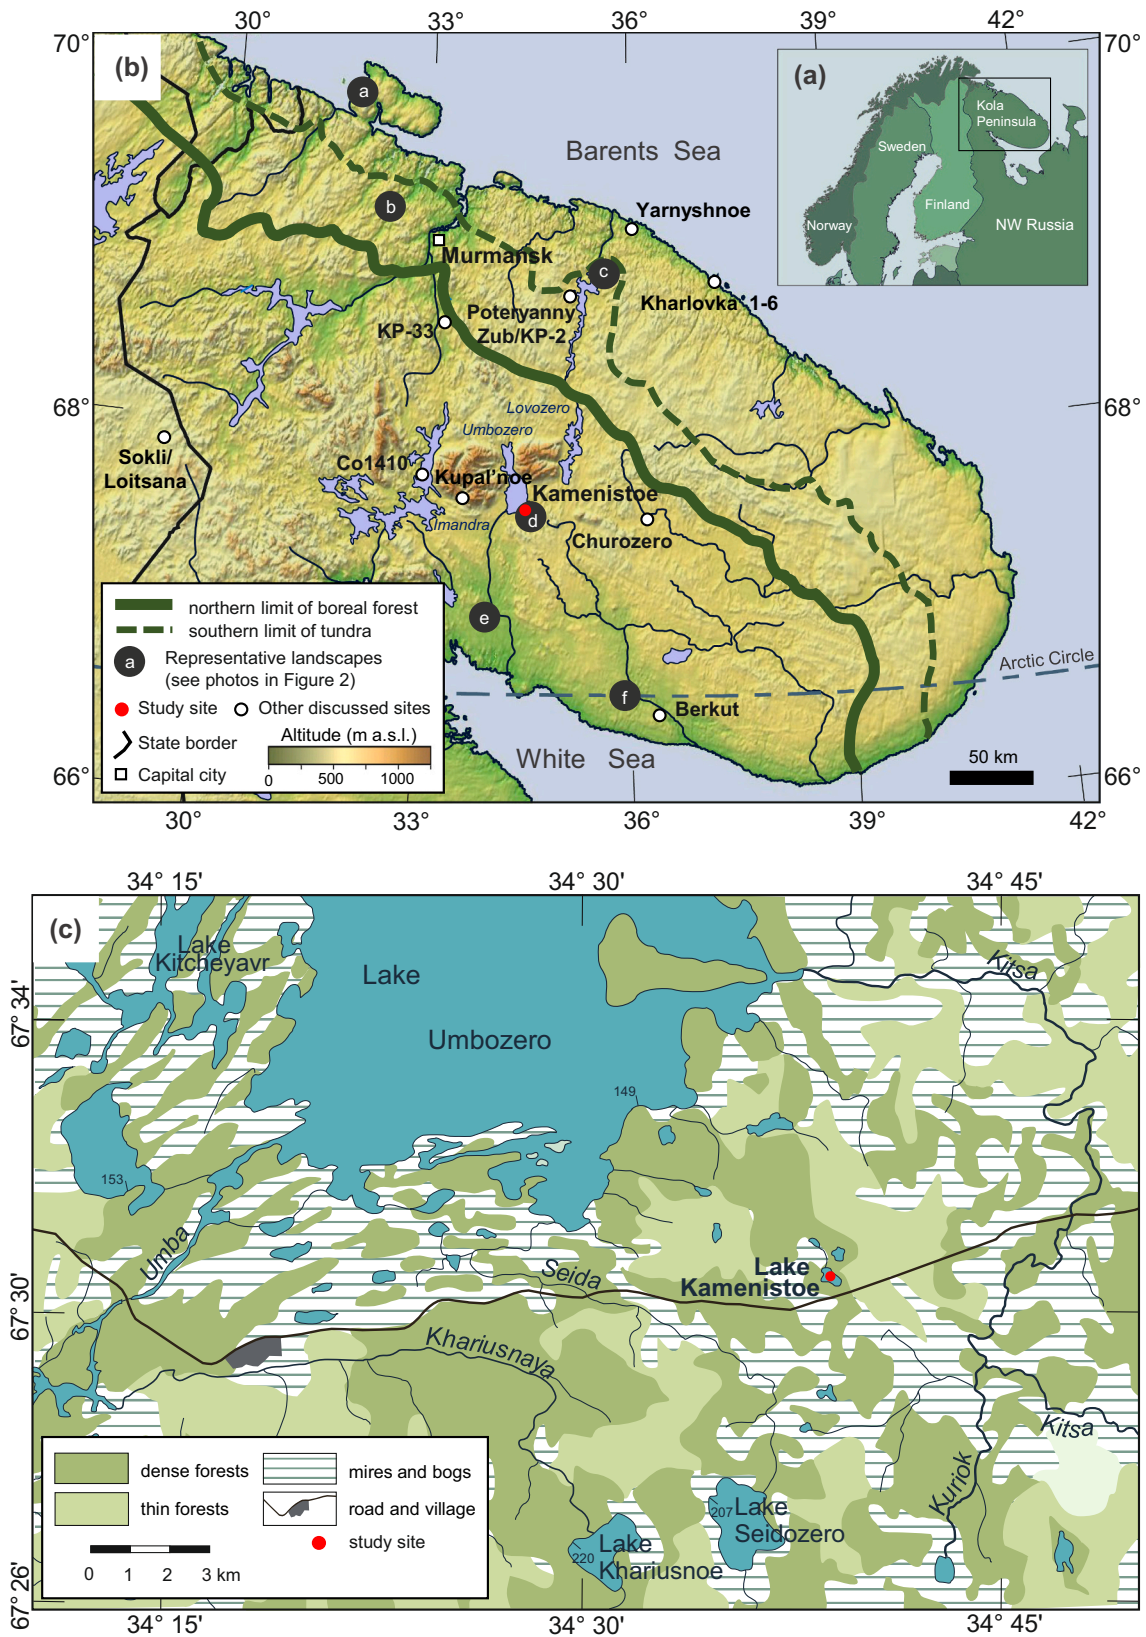 30° 33° 36° 39° 42°
70° 70°
(b)
(a)
Kola
Peninsula
Sweden
Finland
Norway
NW Russia
a
Barents Sea
b
Yarnyshnoe
Murmansk
c
Kharlovka 1-6
Poteryanny
Zub/KP-2
KP-33
68° 68°
Lovozero
Umbozero
Sokli/
Loitsana
Co1410
Kupal'noe
Kamenistoe
Imandra
d
Churozero
e
northern limit of boreal forest
southern limit of tundra
a
Representative landscapes
(see photos in Figure 2)
Study site
Other discussed sites
State border
Altitude (m a.s.l.)
0 500 1000
Capital city
Arctic Circle
f
Berkut
White Sea
50 km
66° 66°
30° 33° 36° 39° 42°
34° 15' 34° 30' 34° 45'
(c)
Lake
Kitcheyavr
Lake
Umbozero
Kitsa
67° 34'
149
153
Umba
Seida
Lake
Kamenistoe
67° 30'
Khariusnaya
Kitsa
Kuriok
207
Lake
Seidozero
220
Lake
Khariusnoe
dense forests
mires and bogs
thin forests
road and village
study site
0 1 2 3 km
67° 26'
34° 15' 34° 30' 34° 45'